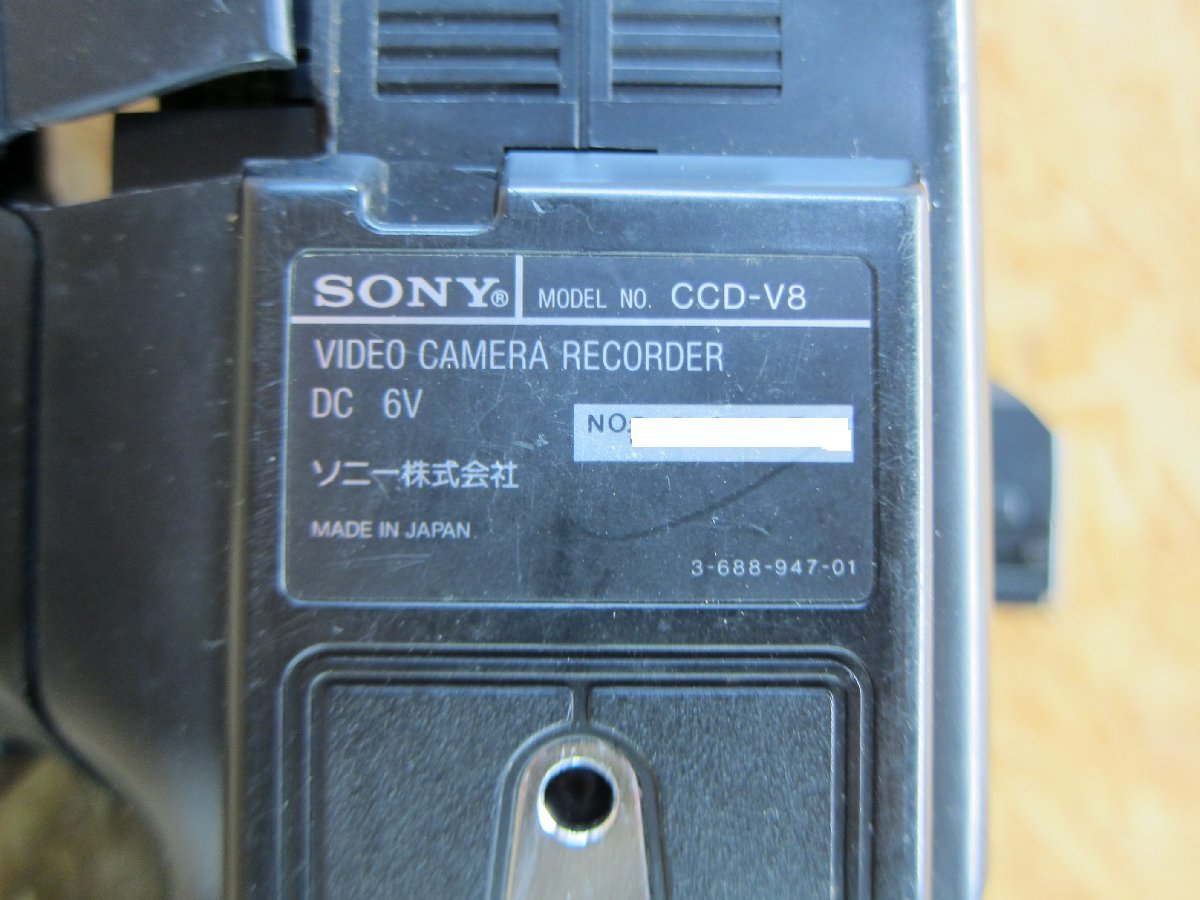 SONY® MODEL NO. CCD-V8
VIDEO CAMERA RECORDER
DC 6V
NO.
ソニー株式会社
MADE IN JAPAN
3-688-947-01